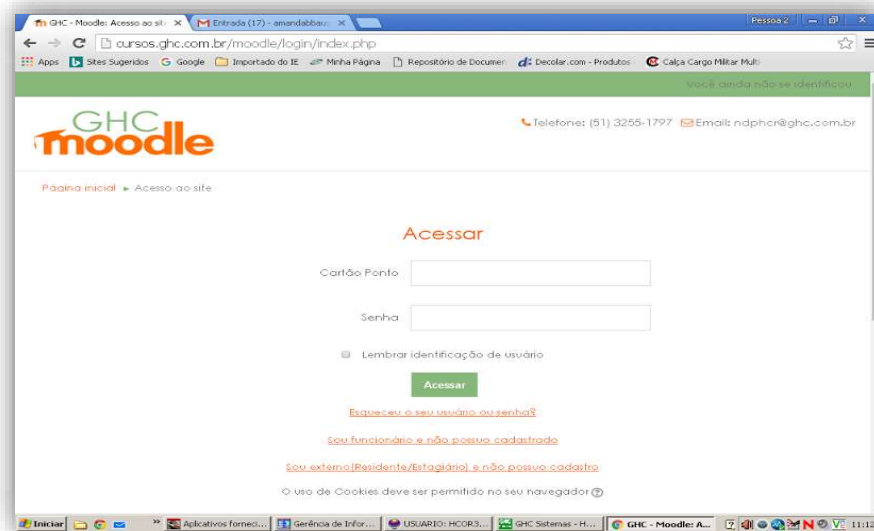 GHC - Moodle: Acesso ao sit
Entrada (17) - amandabbau
Pessoa 2
cursos.ghc.com.br/moodle/login/index.php
Apps Sites Sugeridos Google Importado do IE Minha Página Repositório de Documen Decolar.com - Produtos Calça Cargo Militar Mult
Você ainda não se identificou
GHC
moodle
Telefone: (51) 3255-1797 Email: ndphcr@ghc.com.br
Página inicial ► Acesso ao site
Acessar
Cartão Ponto
Senha
Lembrar identificação de usuário
Acessar
Esqueceu o seu usuário ou senha?
Sou funcionário e não possuo cadastrado
Sou externo(Residente/Estagiário) e não possuo cadastro
O uso de Cookies deve ser permitido no seu navegador
Iniciar Aplicativos forneci... Gerência de Infor... USUARIO: HCOR3... GHC Sistemas - H... GHC - Moodle: A... 11:12